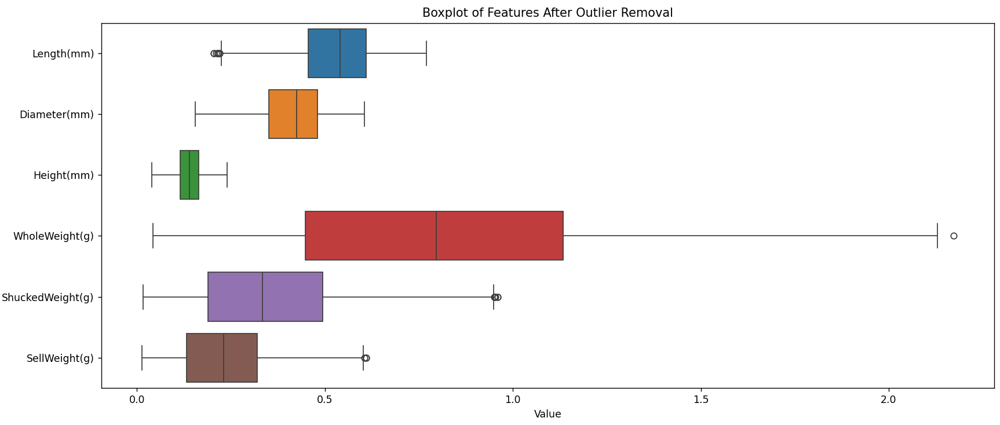 Boxplot of Features After Outlier Removal
Length(mm)
Diameter(mm)
Height(mm)
WholeWeight(g)
ShuckedWeight(g)
SellWeight(g)
0.0 0.5 1.0 1.5 2.0
Value